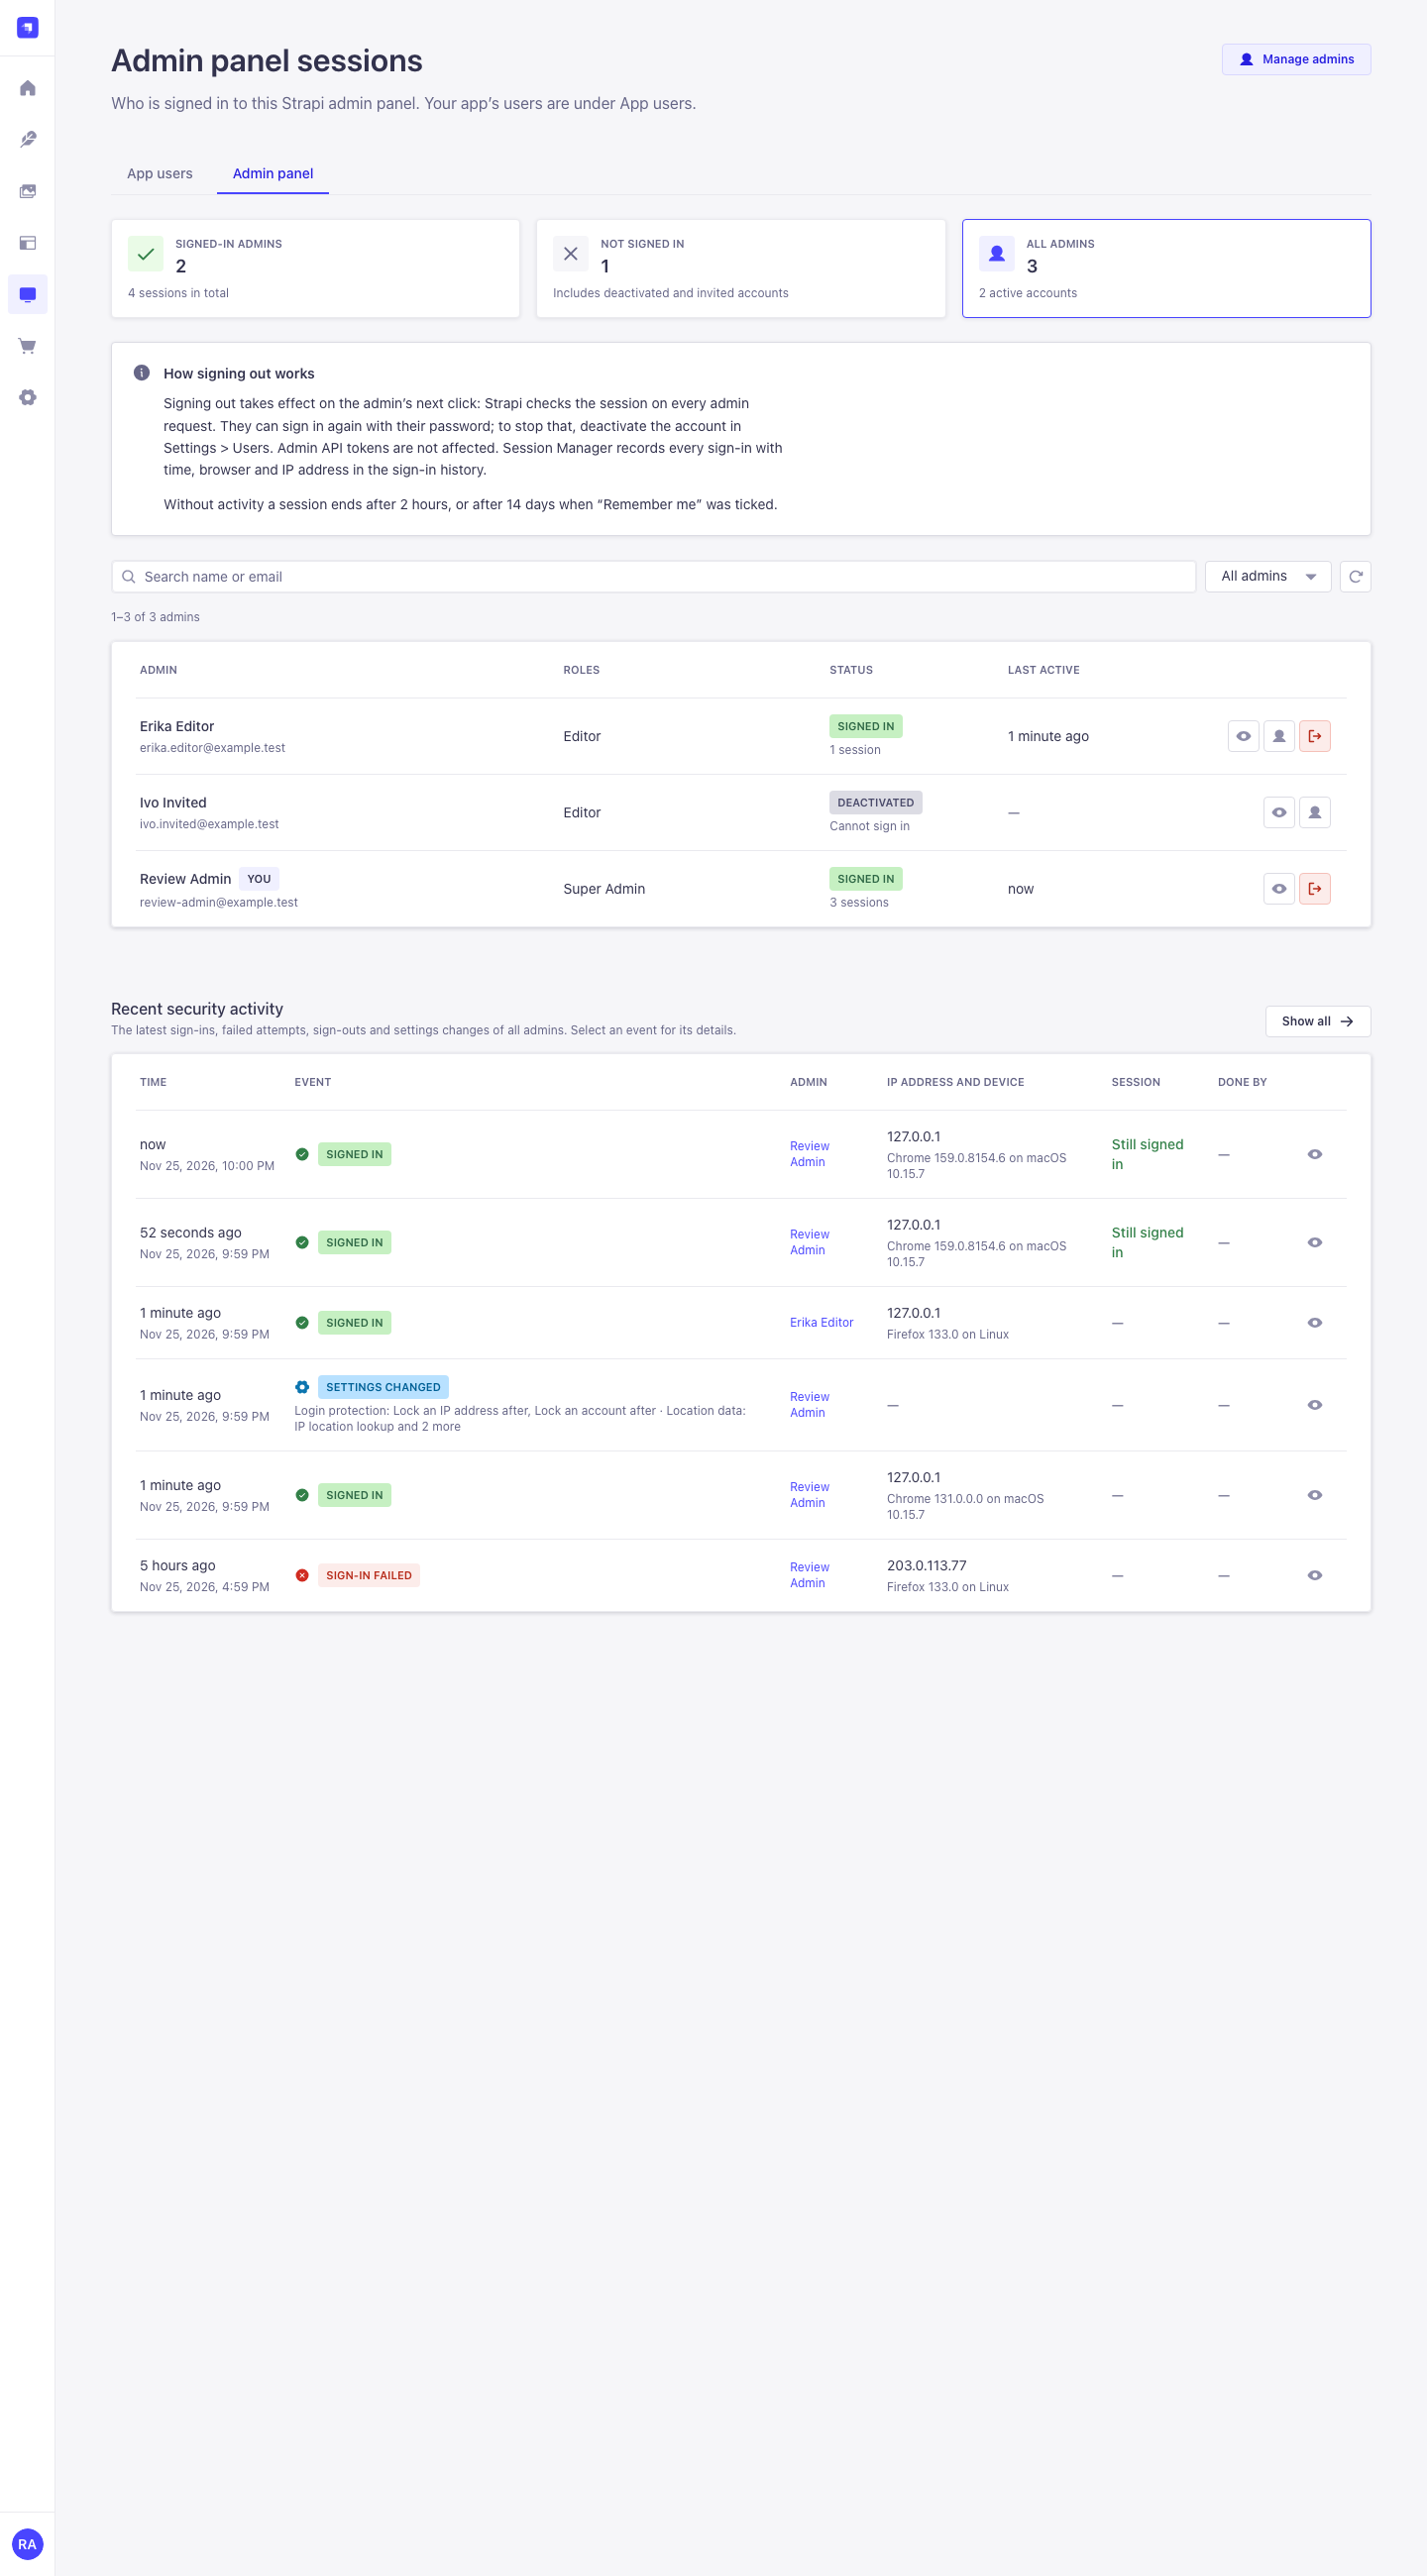 Admin panel sessions
Manage admins
Who is signed in to this Strapi admin panel. Your app’s users are under App users.
App users
Admin panel
SIGNED-IN ADMINS
2
4 sessions in total
NOT SIGNED IN
1
Includes deactivated and invited accounts
ALL ADMINS
3
2 active accounts
How signing out works
Signing out takes effect on the admin’s next click: Strapi checks the session on every admin
request. They can sign in again with their password; to stop that, deactivate the account in
Settings > Users. Admin API tokens are not affected. Session Manager records every sign-in with
time, browser and IP address in the sign-in history.
Without activity a session ends after 2 hours, or after 14 days when “Remember me” was ticked.
Search name or email
All admins
1–3 of 3 admins
ADMIN ROLES STATUS LAST ACTIVE
Erika Editor
erika.editor@example.test
Editor
SIGNED IN
1 session
1 minute ago
Ivo Invited
ivo.invited@example.test
Editor
DEACTIVATED
Cannot sign in
—
Review Admin YOU
review-admin@example.test
Super Admin
SIGNED IN
3 sessions
now
Recent security activity
The latest sign-ins, failed attempts, sign-outs and settings changes of all admins. Select an event for its details.
Show all
TIME EVENT ADMIN IP ADDRESS AND DEVICE SESSION DONE BY
now
Nov 25, 2026, 10:00 PM
SIGNED IN
Review
Admin
127.0.0.1
Chrome 159.0.8154.6 on macOS
10.15.7
Still signed
in
—
52 seconds ago
Nov 25, 2026, 9:59 PM
SIGNED IN
Review
Admin
127.0.0.1
Chrome 159.0.8154.6 on macOS
10.15.7
Still signed
in
—
1 minute ago
Nov 25, 2026, 9:59 PM
SIGNED IN
Erika Editor
127.0.0.1
Firefox 133.0 on Linux
—
—
1 minute ago
Nov 25, 2026, 9:59 PM
SETTINGS CHANGED
Login protection: Lock an IP address after, Lock an account after · Location data:
IP location lookup and 2 more
Review
Admin
—
—
—
1 minute ago
Nov 25, 2026, 9:59 PM
SIGNED IN
Review
Admin
127.0.0.1
Chrome 131.0.0.0 on macOS
10.15.7
—
—
5 hours ago
Nov 25, 2026, 4:59 PM
SIGN-IN FAILED
Review
Admin
203.0.113.77
Firefox 133.0 on Linux
—
—
RA